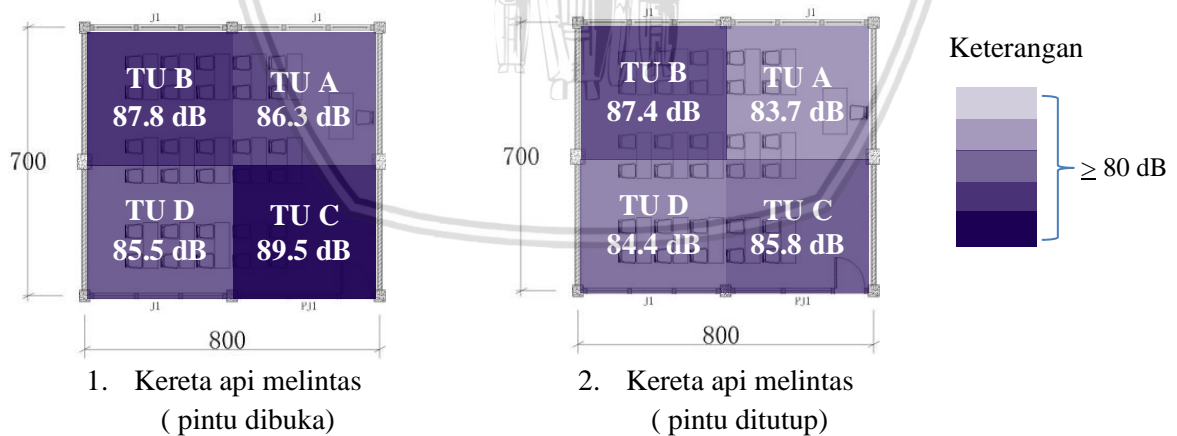 J1 J1
TU B
87.8 dB
TU A
86.3 dB
TU D
85.5 dB
TU C
89.5 dB
700
J1 PJ1
800
1. Kereta api melintas
( pintu dibuka)
J1 J1
TU B
87.4 dB
TU A
83.7 dB
TU D
84.4 dB
TU C
85.8 dB
700
J1 PJ1
800
2. Kereta api melintas
( pintu ditutup)
Keterangan
≥ 80 dB